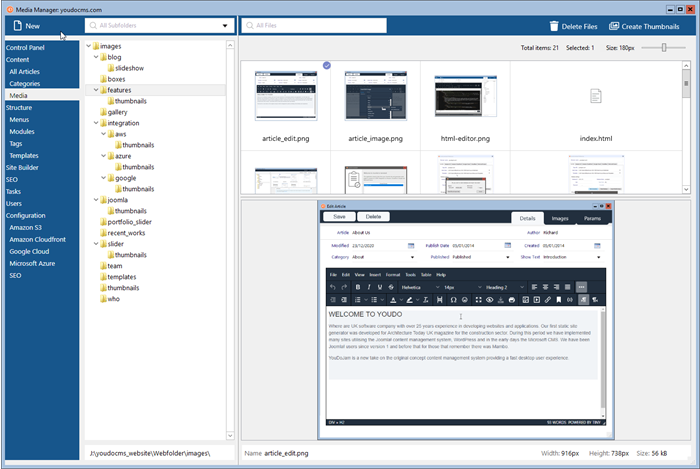 Media Manager: youdocms.com
New
All Subfolders
All Files
Delete Files
Create Thumbnails
Control Panel
Content
All Articles
Categories
Media
Structure
Menus
Modules
Tags
Templates
Site Builder
SEO
Tasks
Users
Configuration
Amazon S3
Amazon Cloudfront
Google Cloud
Microsoft Azure
SEO
images
blog
slideshow
boxes
features
thumbnails
gallery
integration
aws
thumbnails
azure
thumbnails
google
thumbnails
joomla
thumbnails
portfolio_slider
recent_works
slider
thumbnails
team
templates
thumbnails
who
J:\youdocms_website\Webfolder\images\
Total items: 21 Selected: 1 Size: 180px
article_edit.png article_image.png html-editor.png index.html
Edit Article
Save Delete Details Images Params
Article About Us Author Richard
Modified 23/12/2020 Publish Date 05/01/2014 Created 05/01/2014
Category About Published Published Show Text Introduction
File Edit View Insert Format Tools Table Help
Helvetica 14px Heading 2
WELCOME TO YOUDO
Where are UK software company with over 20 years experience in developing websites and applications. Our first static site
generator was developed for Architecture Today UK magazine for the construction sector. During this period we have implemented
many sites utilising the Joomla! content management system, WordPress and in the early days the Microsoft CMS. We have been
Joomla! users since version 1 and before that for those that remember there was Mambo.
YouDoJam is a new take on the original concept content management system providing a fast desktop user experience.
DIV » H2 95 WORDS POWERED BY TINY
Name article_edit.png Width: 916px Height: 738px Size: 56 kB